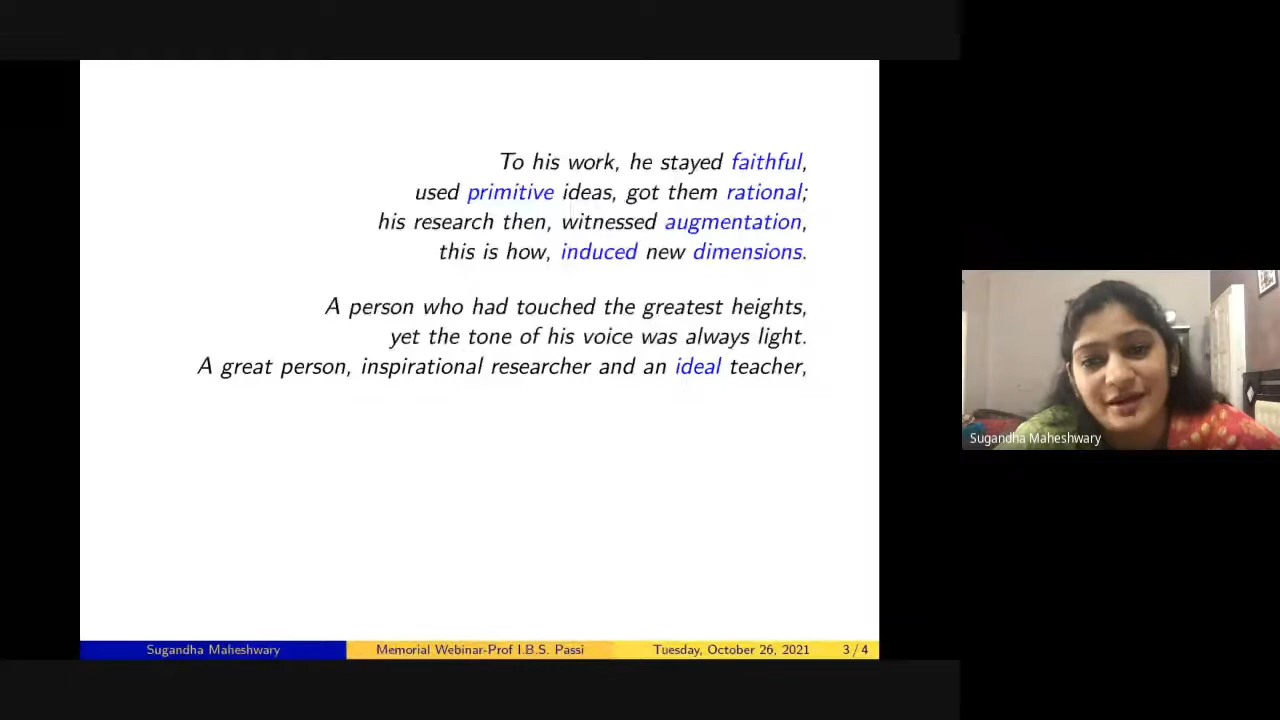 To his work, he stayed faithful,
used primitive ideas, got them rational;
his research then, witnessed augmentation,
this is how, induced new dimensions.
A person who had touched the greatest heights,
yet the tone of his voice was always light.
A great person, inspirational researcher and an ideal teacher,
Sugandha Maheshwary
Sugandha Maheshwary
Memorial Webinar-Prof I.B.S. Passi
Tuesday, October 26, 2021
3 / 4